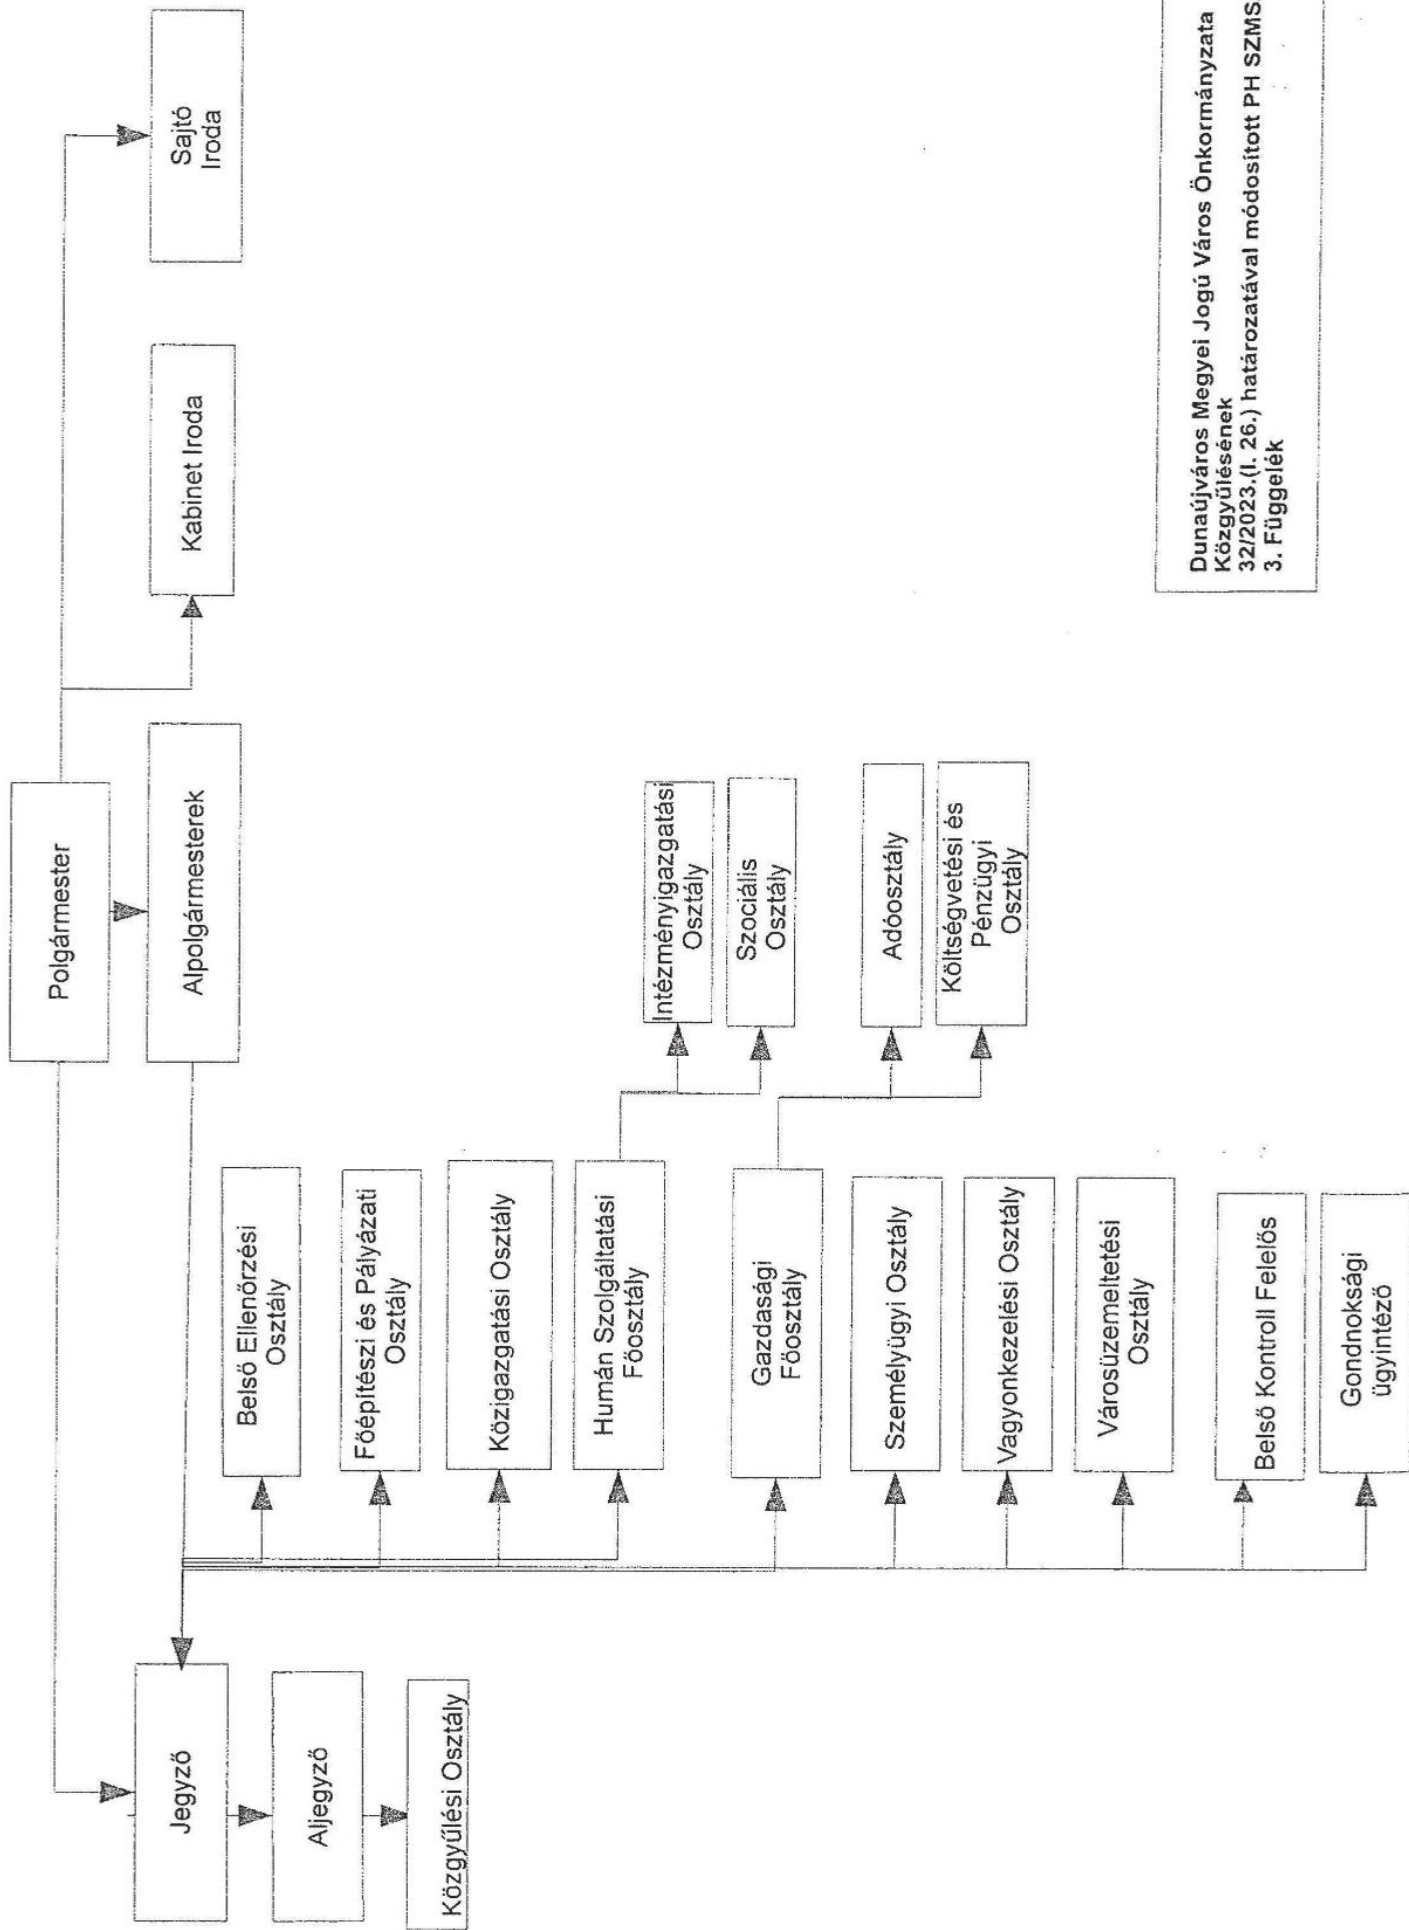 Polgármester
Alpolgármesterek
Kabinet Iroda
Sajtó
Iroda
Jegyző
Aljegyző
Közgyűlési Osztály
Belső Ellenőrzési
Osztály
Főépítészi és Pályázati
Osztály
Közigazgatási Osztály
Humán Szolgáltatási
Főosztály
Intézményigazgatási
Osztály
Szociális
Osztály
Gazdasági
Főosztály
Adóosztály
Költségvetési és
Pénzügyi
Osztály
Személyügyi Osztály
Vagyonkezelési Osztály
Városüzemeltetési
Osztály
Belső Kontroll Felelős
Gondnoksági
ügyintéző
Dunaújváros Megyei Jogú Város Önkormányzata
Közgyűlésének
32/2023.(I. 26.) határozatával módosított PH SZMS
3. Függelék